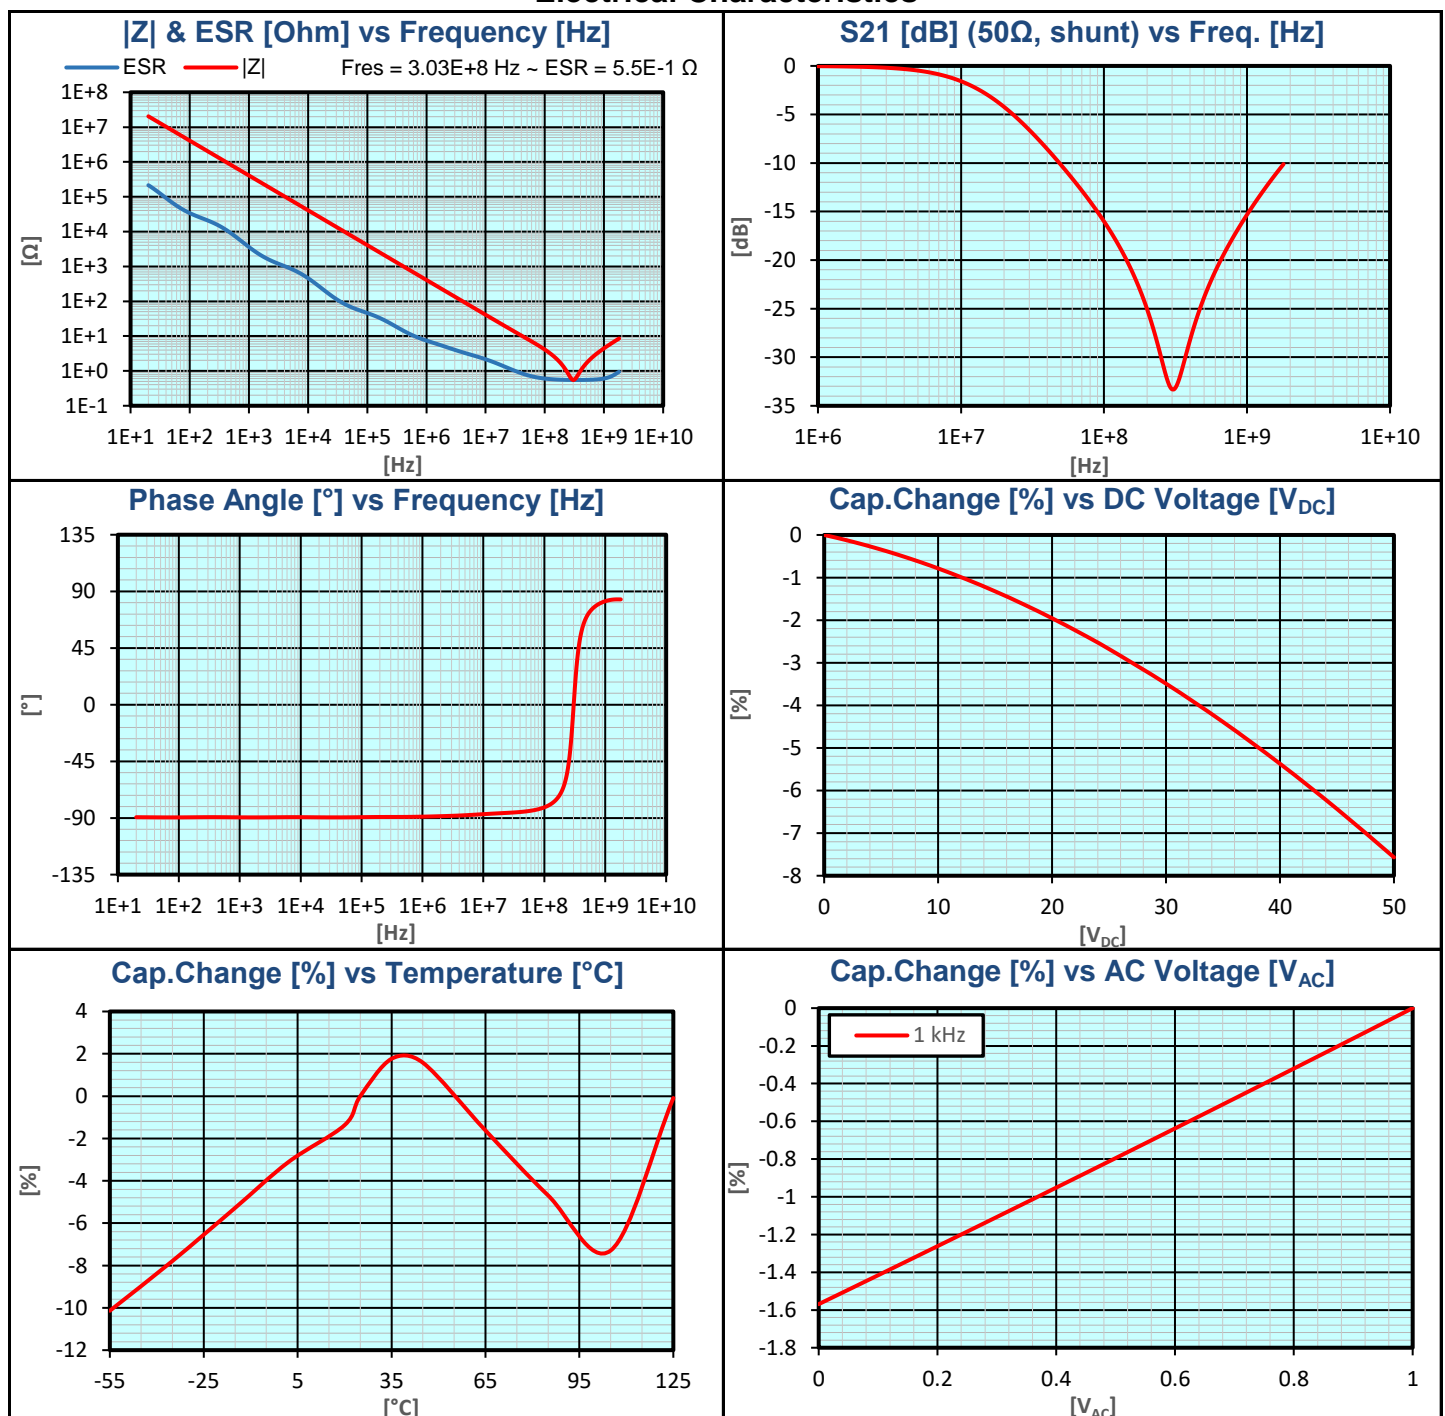 Electrical Characteristics
|Z| & ESR [Ohm] vs Frequency [Hz]
ESR |Z| Fres = 3.03E+8 Hz ~ ESR = 5.5E-1 Ω
1E+8
1E+7
1E+6
1E+5
1E+4
1E+3
1E+2
1E+1
1E+0
1E-1
[Ω]
1E+1 1E+2 1E+3 1E+4 1E+5 1E+6 1E+7 1E+8 1E+9 1E+10
[Hz]
S21 [dB] (50Ω, shunt) vs Freq. [Hz]
0
-5
-10
-15
-20
-25
-30
-35
[dB]
1E+6 1E+7 1E+8 1E+9 1E+10
[Hz]
Phase Angle [°] vs Frequency [Hz]
135
90
45
0
-45
-90
-135
[°]
1E+1 1E+2 1E+3 1E+4 1E+5 1E+6 1E+7 1E+8 1E+9 1E+10
[Hz]
Cap.Change [%] vs DC Voltage [VDC]
0
-1
-2
-3
-4
-5
-6
-7
-8
[%]
0 10 20 30 40 50
[VDC]
Cap.Change [%] vs Temperature [°C]
4
2
0
-2
-4
-6
-8
-10
-12
[%]
-55 -25 5 35 65 95 125
[°C]
Cap.Change [%] vs AC Voltage [VAC]
1 kHz
0
-0.2
-0.4
-0.6
-0.8
-1
-1.2
-1.4
-1.6
-1.8
[%]
0 0.2 0.4 0.6 0.8 1
[VAC]